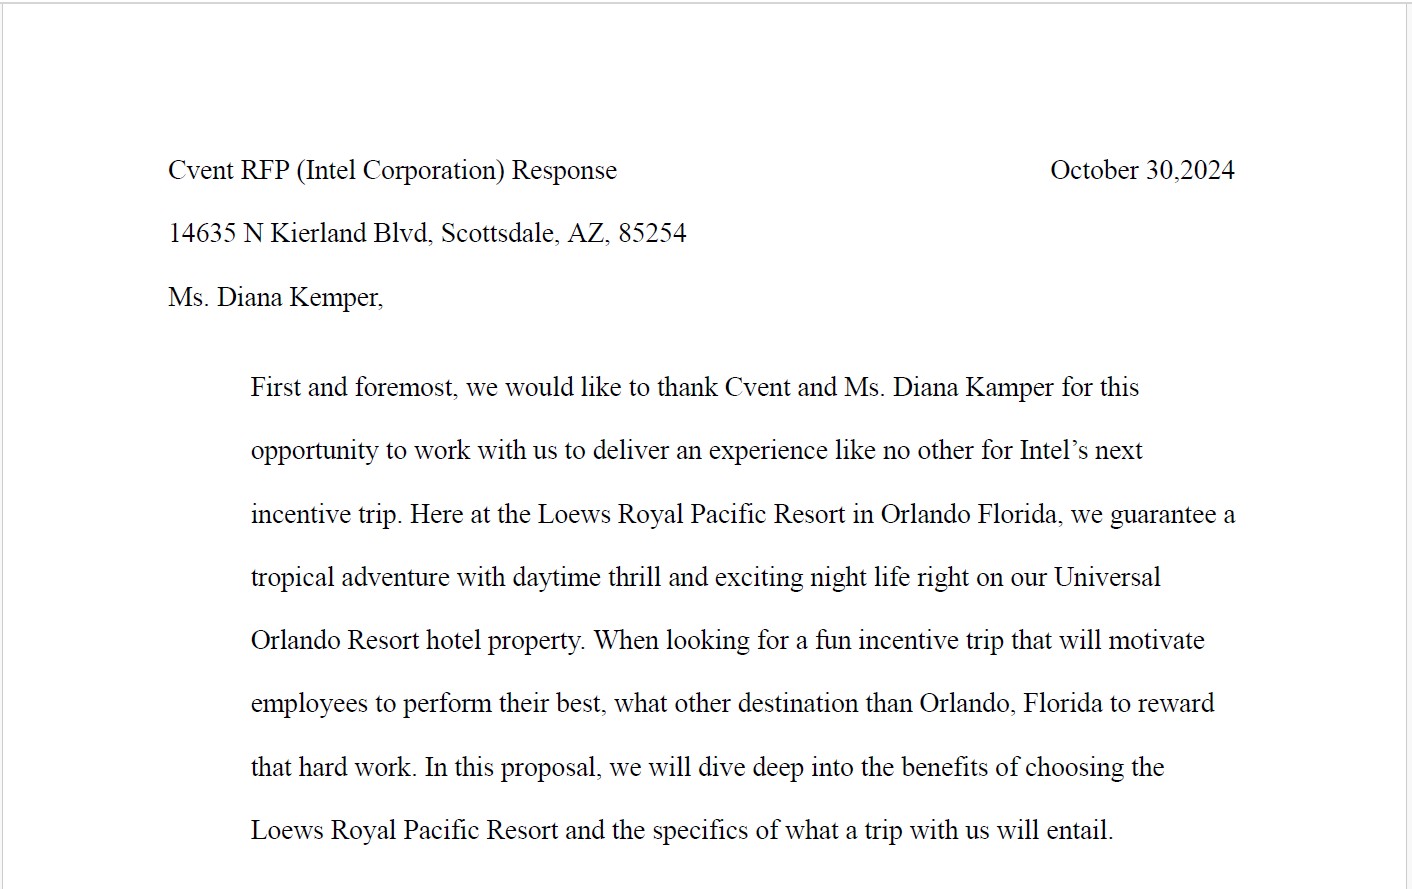 Cvent RFP (Intel Corporation) Response October 30,2024
14635 N Kierland Blvd, Scottsdale, AZ, 85254
Ms. Diana Kemper,
First and foremost, we would like to thank Cvent and Ms. Diana Kamper for this
opportunity to work with us to deliver an experience like no other for Intel’s next
incentive trip. Here at the Loews Royal Pacific Resort in Orlando Florida, we guarantee a
tropical adventure with daytime thrill and exciting night life right on our Universal
Orlando Resort hotel property. When looking for a fun incentive trip that will motivate
employees to perform their best, what other destination than Orlando, Florida to reward
that hard work. In this proposal, we will dive deep into the benefits of choosing the
Loews Royal Pacific Resort and the specifics of what a trip with us will entail.